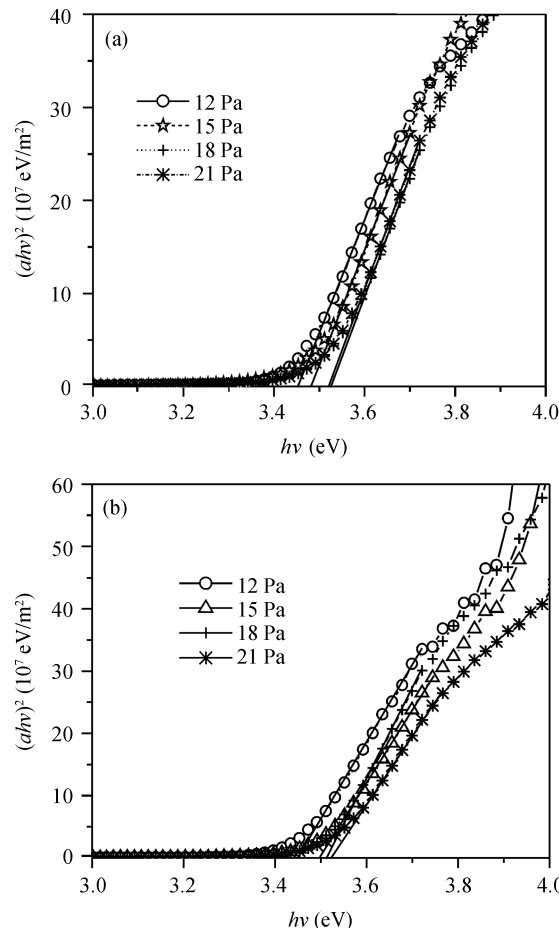 40
(a)
30
12 Pa
15 Pa
18 Pa
21 Pa
20
(ahν)² (10⁷ eV/m²)
10
0
3.0 3.2 3.4 3.6 3.8 4.0
hν (eV)
60
(b)
50
12 Pa
15 Pa
18 Pa
21 Pa
40
30
((ahν)² (10⁷ eV/m²)
20
10
0
3.0 3.2 3.4 3.6 3.8 4.0
hν (eV)